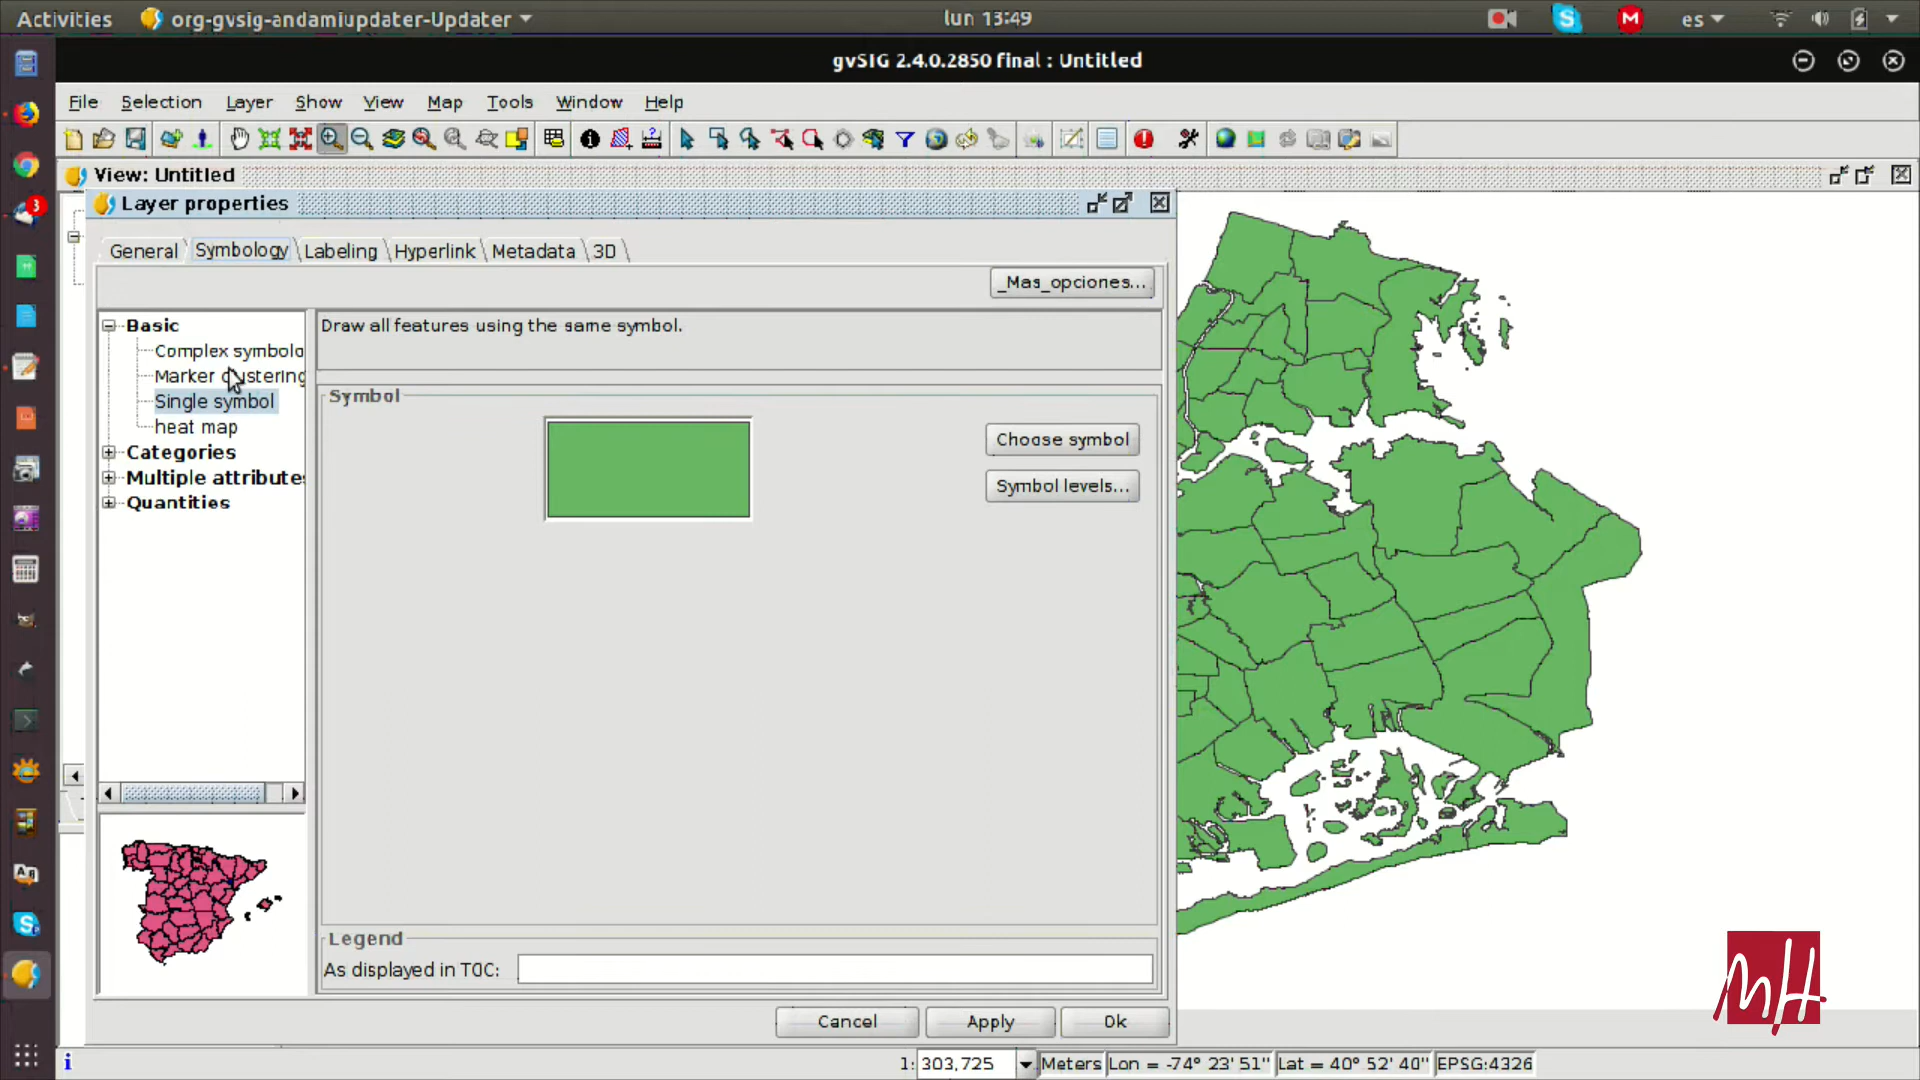 Activities org-gvsig-andamiupdater-Updater lun 13:49 es
gvSIG 2.4.0.2850 final : Untitled
File Selection Layer Show View Map Tools Window Help
View: Untitled
Layer properties
General Symbology Labeling Hyperlink Metadata 3D
_Mas_opciones...
Basic
Complex symbolo
Marker clustering
Single symbol
heat map
Categories
Multiple attributes
Quantities
Draw all features using the same symbol.
Symbol
Choose symbol
Symbol levels...
Legend
As displayed in TOC:
Cancel Apply Ok
1: 303,725 Meters Lon = -74° 23' 51'' Lat = 40° 52' 40'' EPSG:4326
3
MH